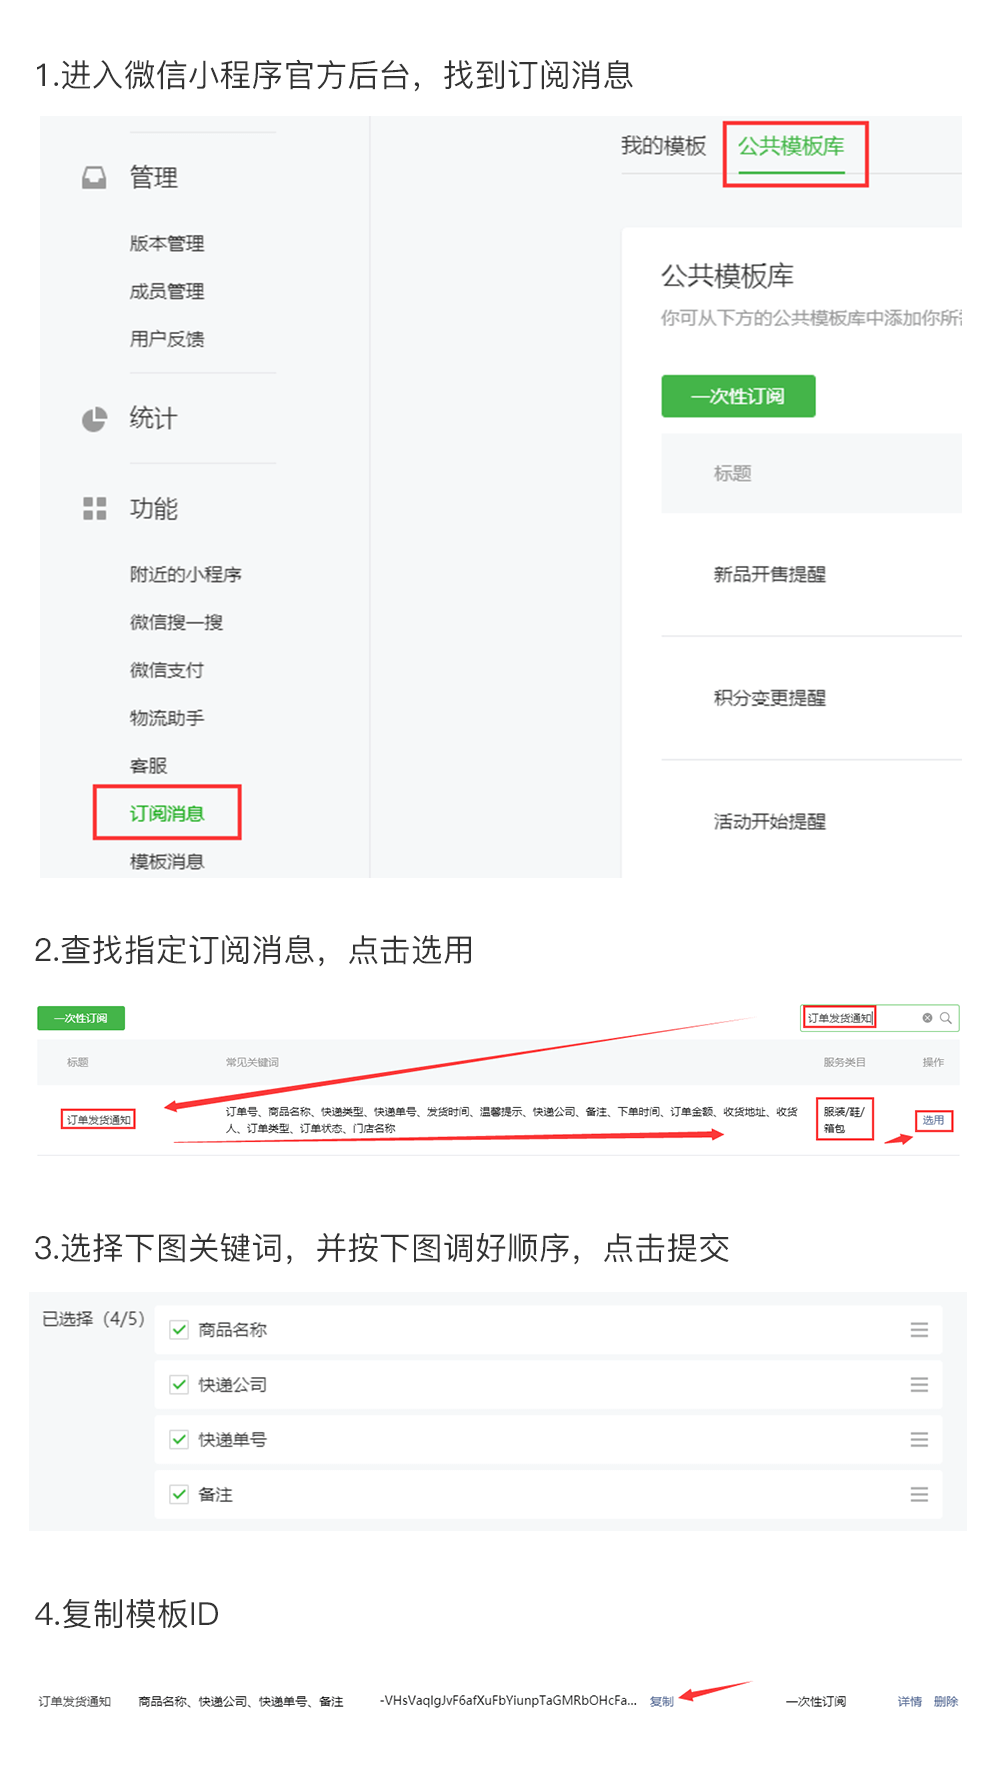 1.进入微信小程序官方后台，找到订阅消息
我的模板
公共模板库
管理
版本管理
成员管理
用户反馈
统计
功能
附近的小程序
微信搜一搜
微信支付
物流助手
客服
订阅消息
模板消息
公共模板库
你可从下方的公共模板库中添加你所
一次性订阅
标题
新品开售提醒
积分变更提醒
活动开始提醒
2.查找指定订阅消息，点击选用
一次性订阅
订单发货通知
标题
常见关键词
服务类目
操作
订单发货通知
订单号、商品名称、快递类型、快递单号、发货时间、温馨提示、快递公司、备注、下单时间、订单金额、收货地址、收货
人、订单类型、订单状态、门店名称
服装/鞋/
箱包
选用
3.选择下图关键词，并按下图调好顺序，点击提交
已选择（4/5）
商品名称
快递公司
快递单号
备注
4.复制模板ID
订单发货通知
商品名称、快递公司、快递单号、备注
-VHsVaqIgJvF6afXuFbYiunpTaGMRbOHcFa...
复制
一次性订阅
详情
删除